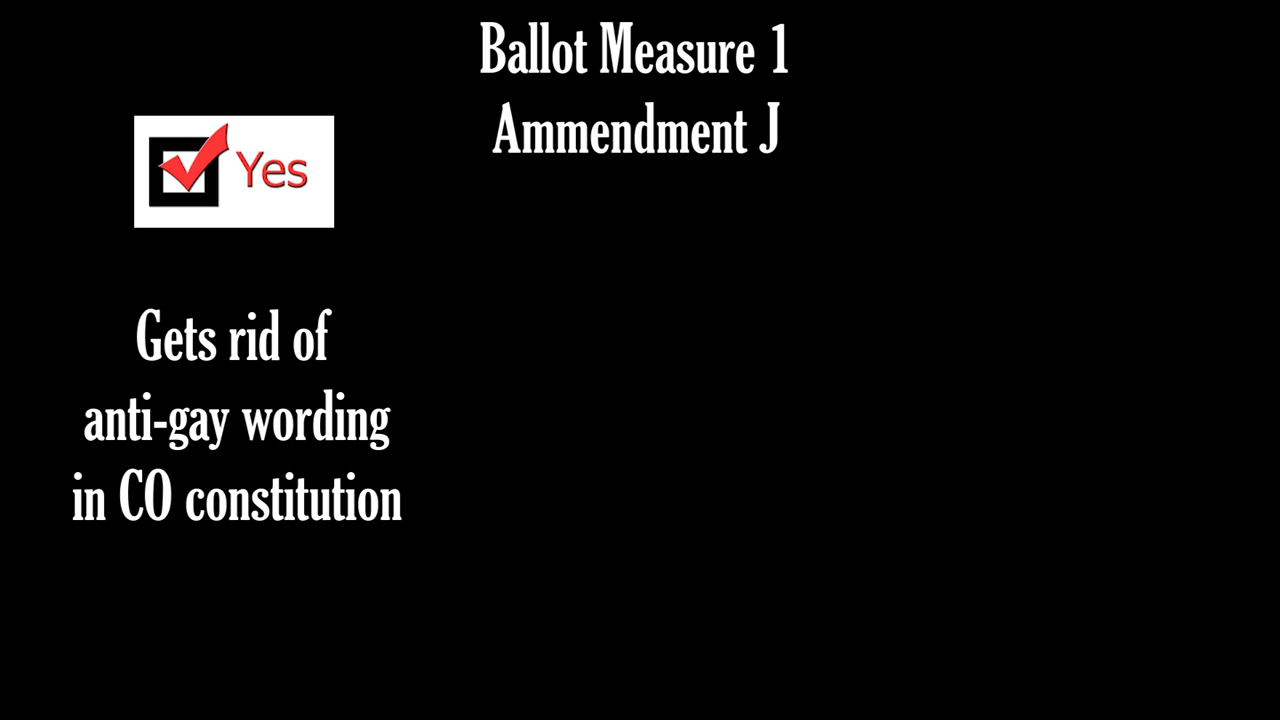 Ballot Measure 1
Ammendment J
Yes
Gets rid of
anti-gay wording
in CO constitution